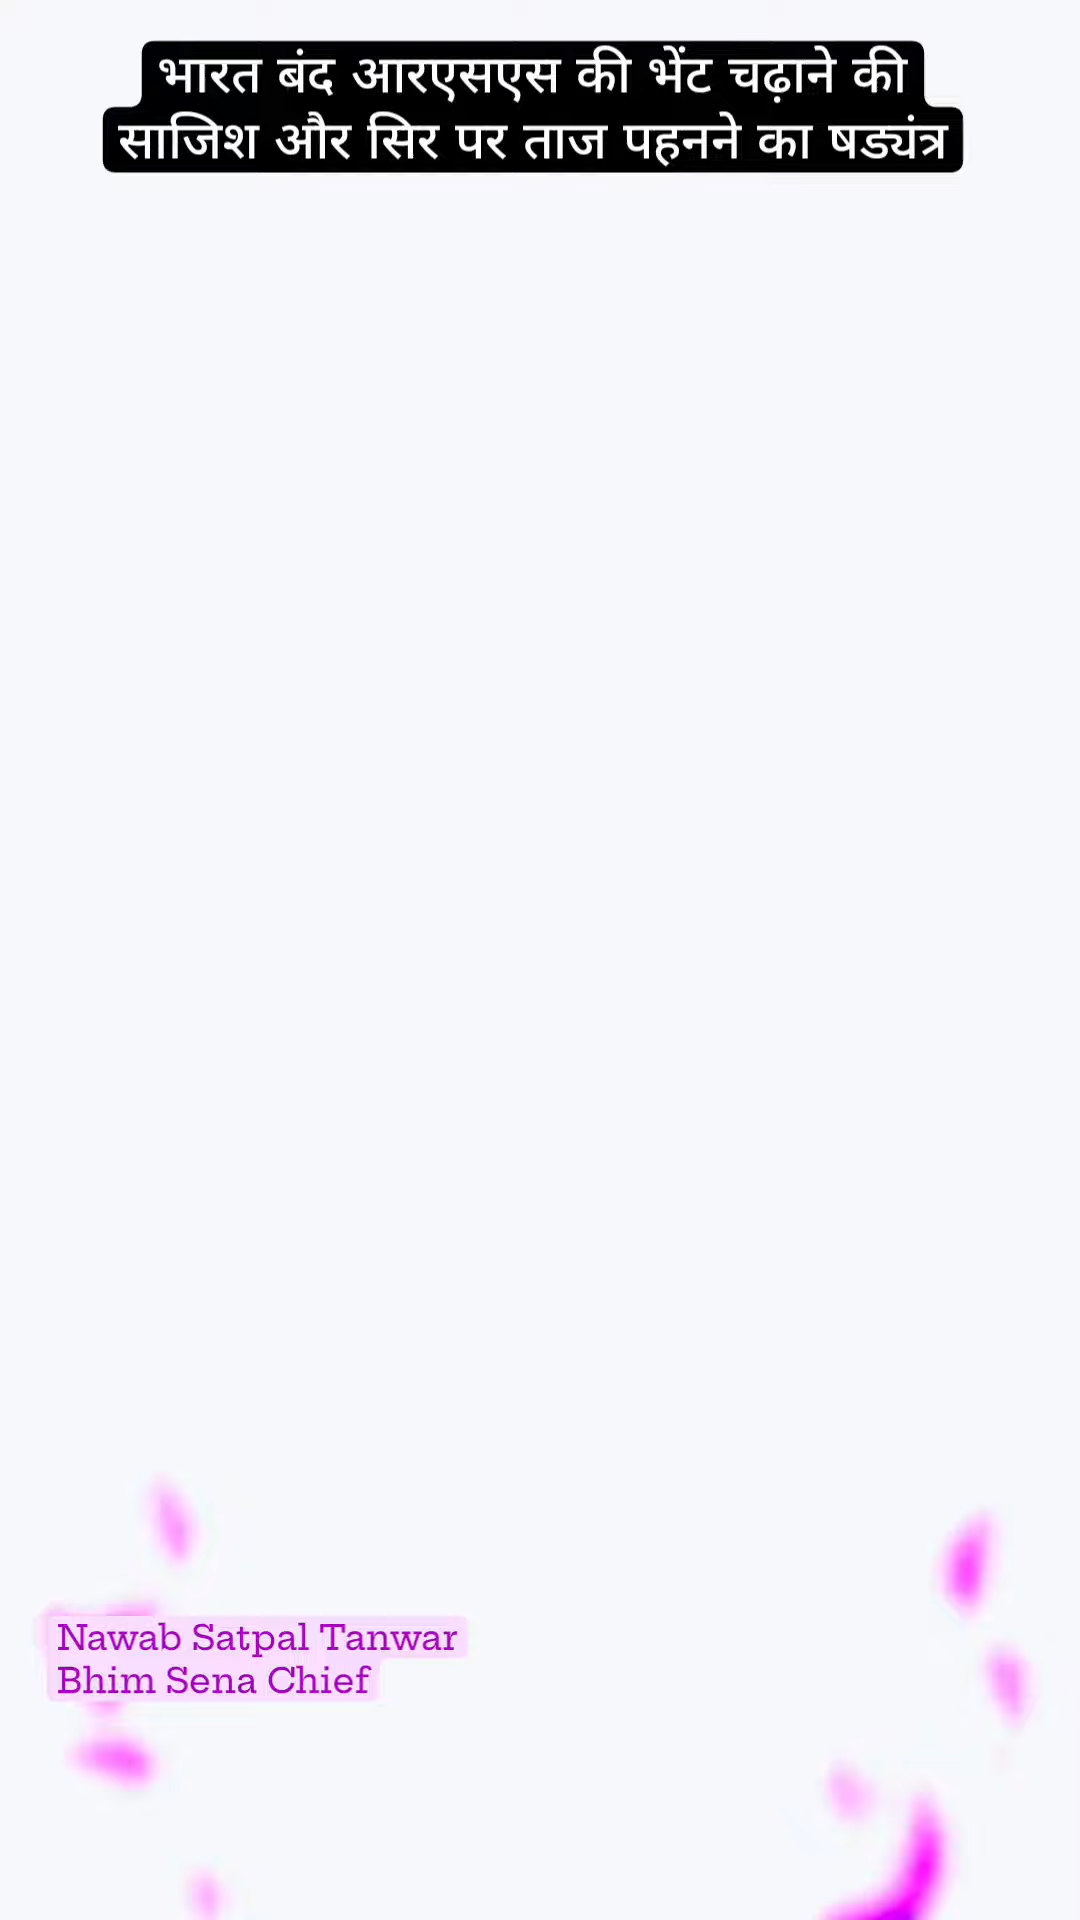 भारत बंद आरएसएस की भेंट चढ़ाने की
साजिश और सिर पर ताज पहनने का षड्यंत्र
Nawab Satpal Tanwar
Bhim Sena Chief